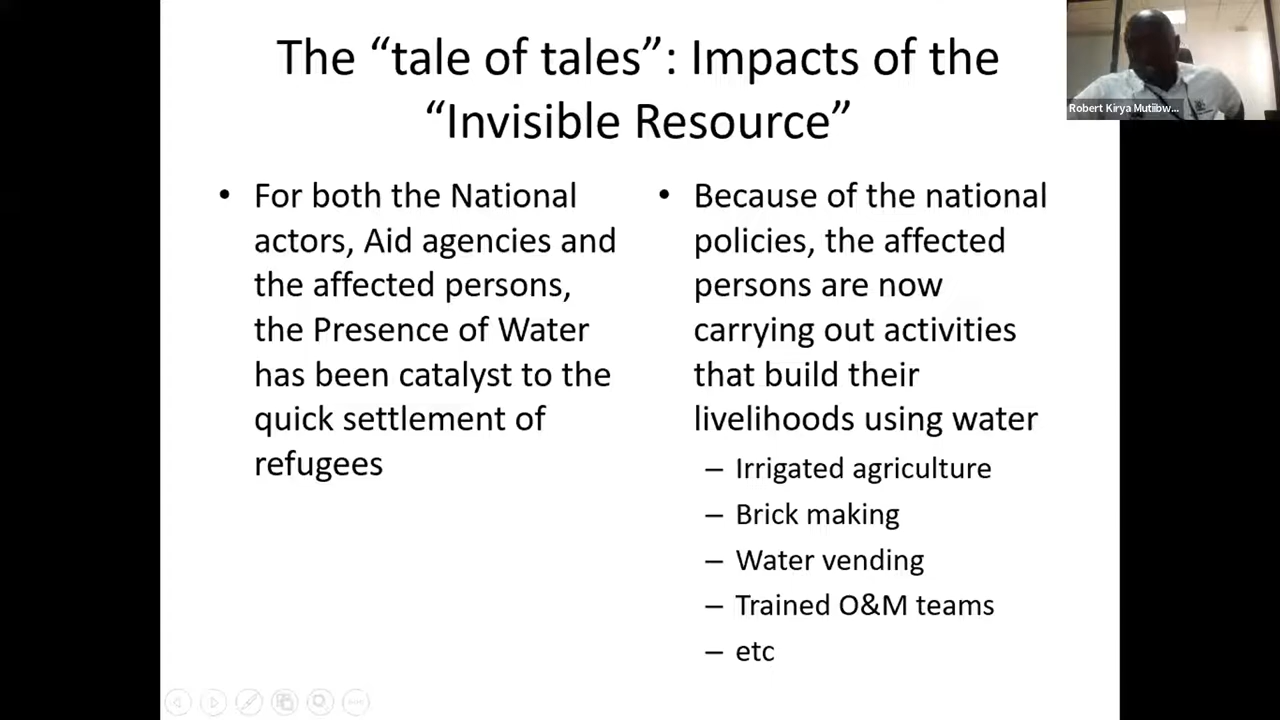 The “tale of tales”: Impacts of the
“Invisible Resource”
• For both the National
actors, Aid agencies and
the affected persons,
the Presence of Water
has been catalyst to the
quick settlement of
refugees
• Because of the national
policies, the affected
persons are now
carrying out activities
that build their
livelihoods using water
– Irrigated agriculture
– Brick making
– Water vending
– Trained O&M teams
– etc
Robert Kirya Mutiibw...